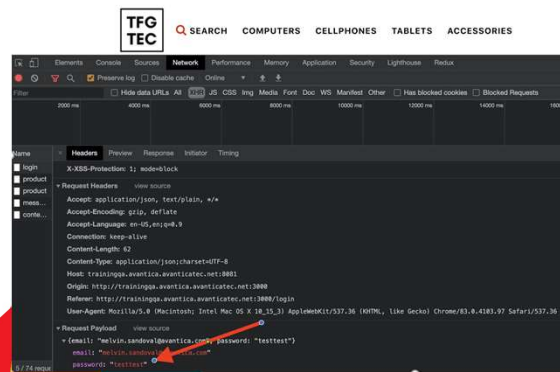 TFG
TEC
SEARCH COMPUTERS CELLPHONES TABLETS ACCESSORIES
Elements Console Sources Network Performance Memory Application Security Lighthouse Redux
Preserve log Disable cache Online
Filter Hide data URLs All XHR JS CSS Img Media Font Doc WS Manifest Other Has blocked cookies Blocked Requests
2000 ms 4000 ms 6000 ms 8000 ms 10000 ms 12000 ms 14000 ms
Name × Headers Preview Response Initiator Timing
login
product
product
mess...
conte...
X-XSS-Protection: 1; mode=block
Request Headers view source
Accept: application/json, text/plain, */*
Accept-Encoding: gzip, deflate
Accept-Language: en-US,en;q=0.9
Connection: keep-alive
Content-Length: 62
Content-Type: application/json;charset=UTF-8
Host: trainingqa.avantica.avanticatec.net:8081
Origin: http://trainingqa.avantica.avanticatec.net:3000
Referer: http://trainingqa.avantica.avanticatec.net:3000/login
User-Agent: Mozilla/5.0 (Macintosh; Intel Mac OS X 10_15_3) AppleWebKit/537.36 (KHTML, like Gecko) Chrome/83.0.4103.97 Safari/537.36
Request Payload view source
{email: "melvin.sandoval@avantica.com", password: "testtest"}
email: "melvin.sandoval@avantica.com"
password: "testtest"
5 / 74 reque